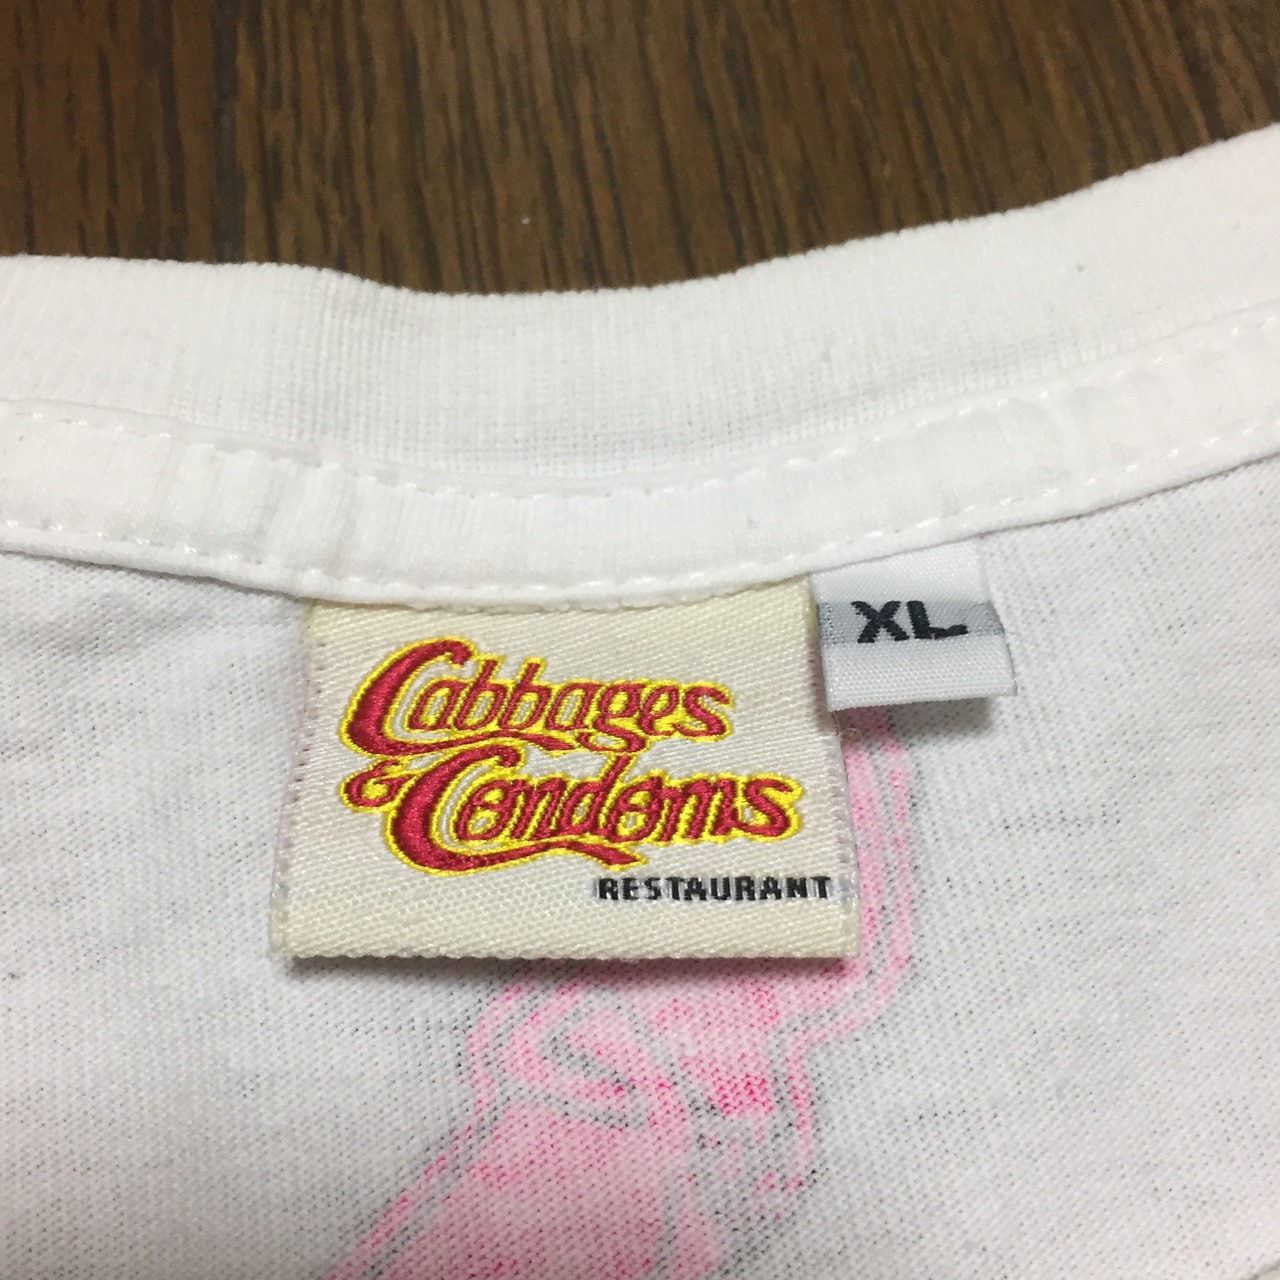 Cabbages
& Condoms
RESTAURANT
XL